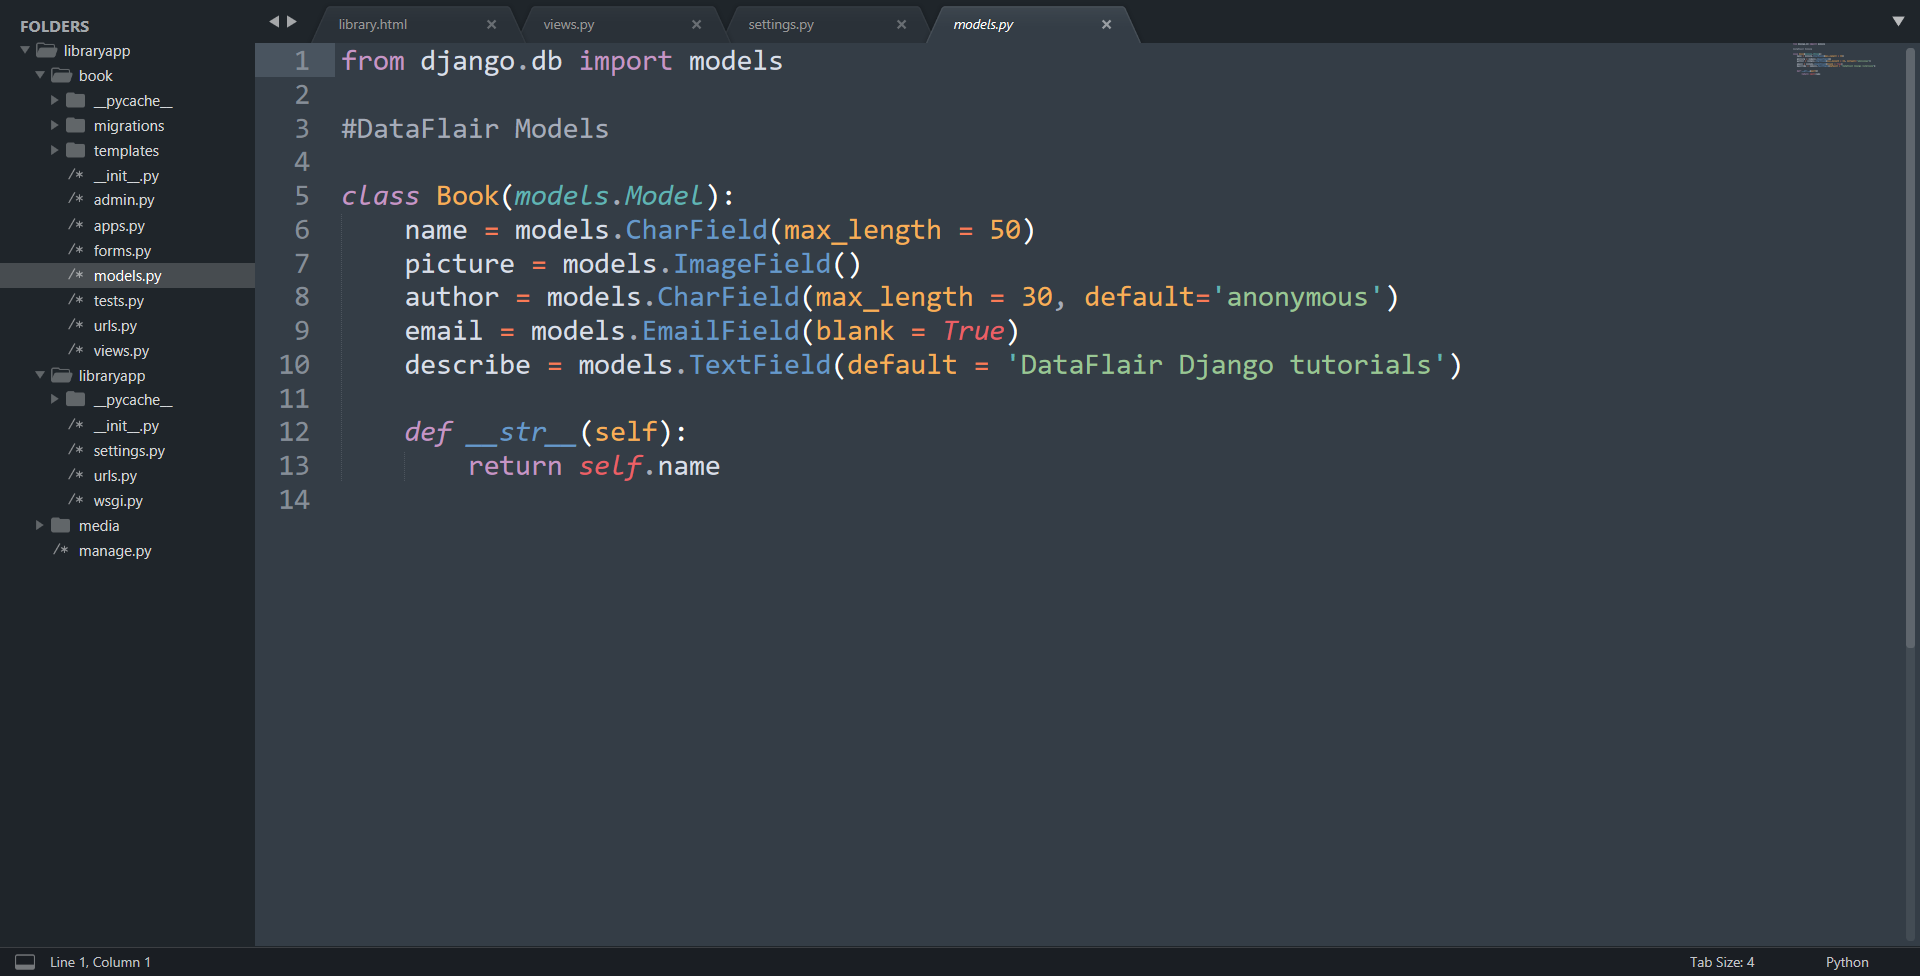 FOLDERS
libraryapp
book
__pycache__
migrations
templates
/* __init__.py
/* admin.py
/* apps.py
/* forms.py
/* models.py
/* tests.py
/* urls.py
/* views.py
libraryapp
__pycache__
/* __init__.py
/* settings.py
/* urls.py
/* wsgi.py
media
/* manage.py
library.html × views.py × settings.py × models.py ×
1 from django.db import models
2
3 #DataFlair Models
4
5 class Book(models.Model):
6     name = models.CharField(max_length = 50)
7     picture = models.ImageField()
8     author = models.CharField(max_length = 30, default='anonymous')
9     email = models.EmailField(blank = True)
10     describe = models.TextField(default = 'DataFlair Django tutorials')
11
12     def __str__(self):
13         return self.name
14
Line 1, Column 1 Tab Size: 4 Python